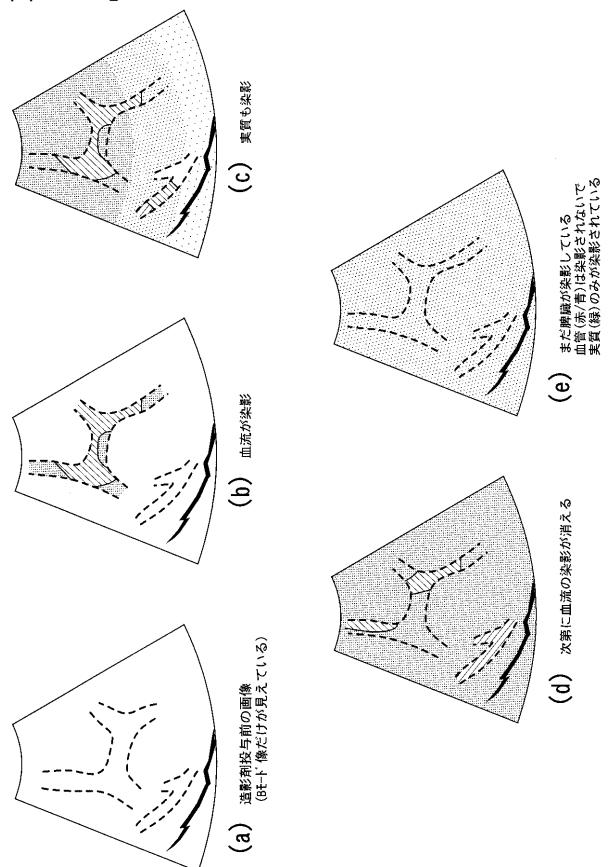 (a)
造影剤投与前の画像
(Bﾓｰﾄﾞ像だけが見えている)
(b)
血流が染影
(c)
実質も染影
(d)
次第に血流の染影が消える
(e)
まだ脾臓が染影している
血管(赤/青)は染影されないで
実質(緑)のみが染影されている